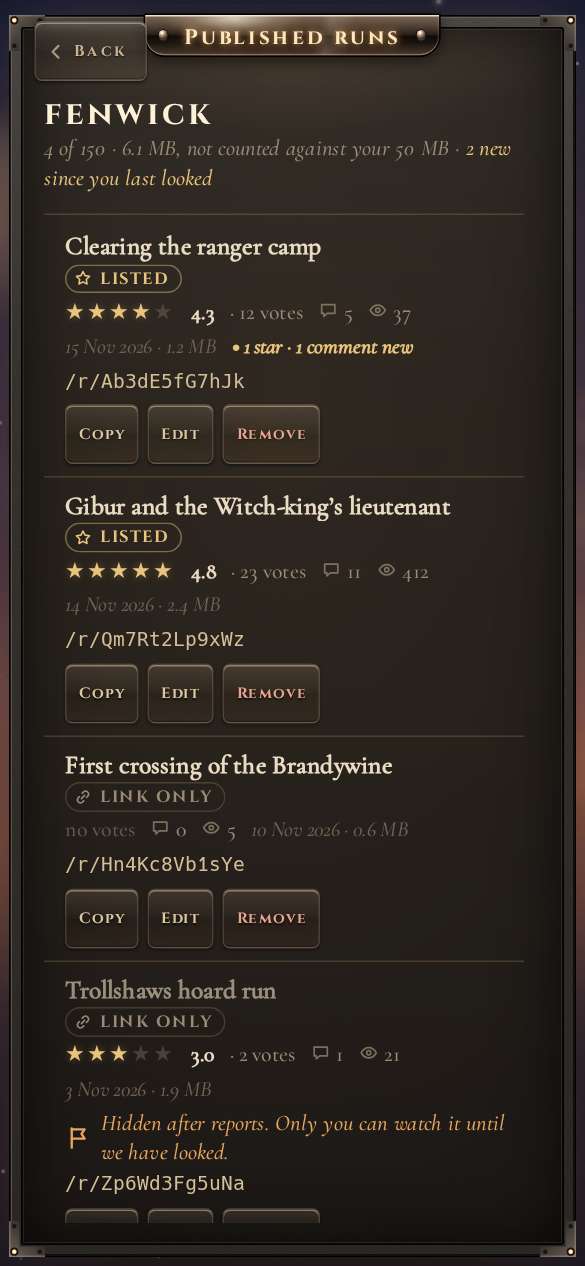 Published runs
Back
FENWICK
4 of 150 · 6.1 MB, not counted against your 50 MB · 2 new
since you last looked
Clearing the ranger camp
LISTED
★★★★★ 4.3 · 12 votes 5 37
15 Nov 2026 · 1.2 MB • 1 star · 1 comment new
/r/Ab3dE5fG7hJk
Copy Edit Remove
Gibur and the Witch-king’s lieutenant
LISTED
★★★★★ 4.8 · 23 votes 11 412
14 Nov 2026 · 2.4 MB
/r/Qm7Rt2Lp9xWz
Copy Edit Remove
First crossing of the Brandywine
LINK ONLY
no votes 0 5 10 Nov 2026 · 0.6 MB
/r/Hn4Kc8Vb1sYe
Copy Edit Remove
Trollshaws hoard run
LINK ONLY
★★★★★ 3.0 · 2 votes 1 21
3 Nov 2026 · 1.9 MB
Hidden after reports. Only you can watch it until
we have looked.
/r/Zp6Wd3Fg5uNa